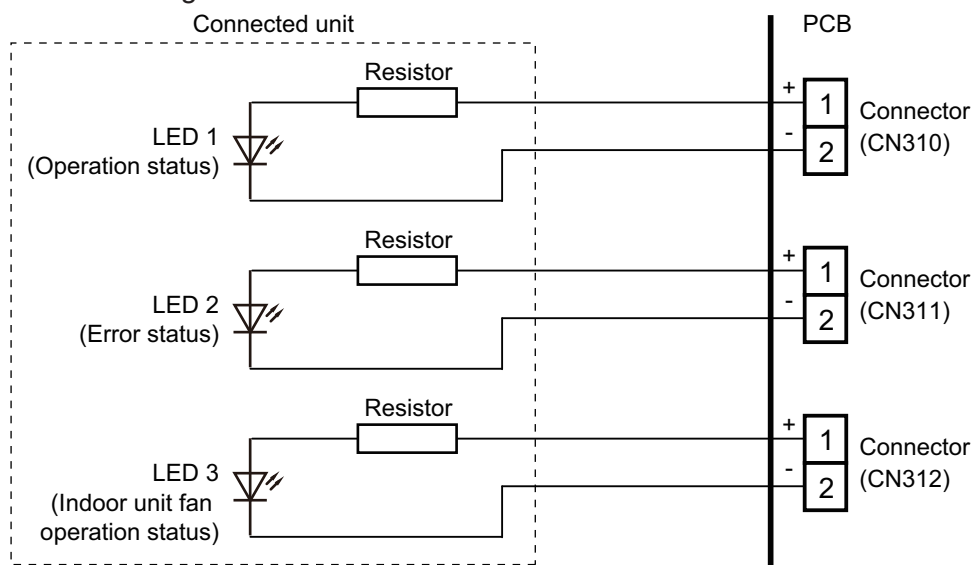 Connected unit
PCB
Resistor
LED 1
(Operation status)
+
1
-
2
Connector
(CN310)
Resistor
LED 2
(Error status)
+
1
-
2
Connector
(CN311)
Resistor
LED 3
(Indoor unit fan
operation status)
+
1
-
2
Connector
(CN312)